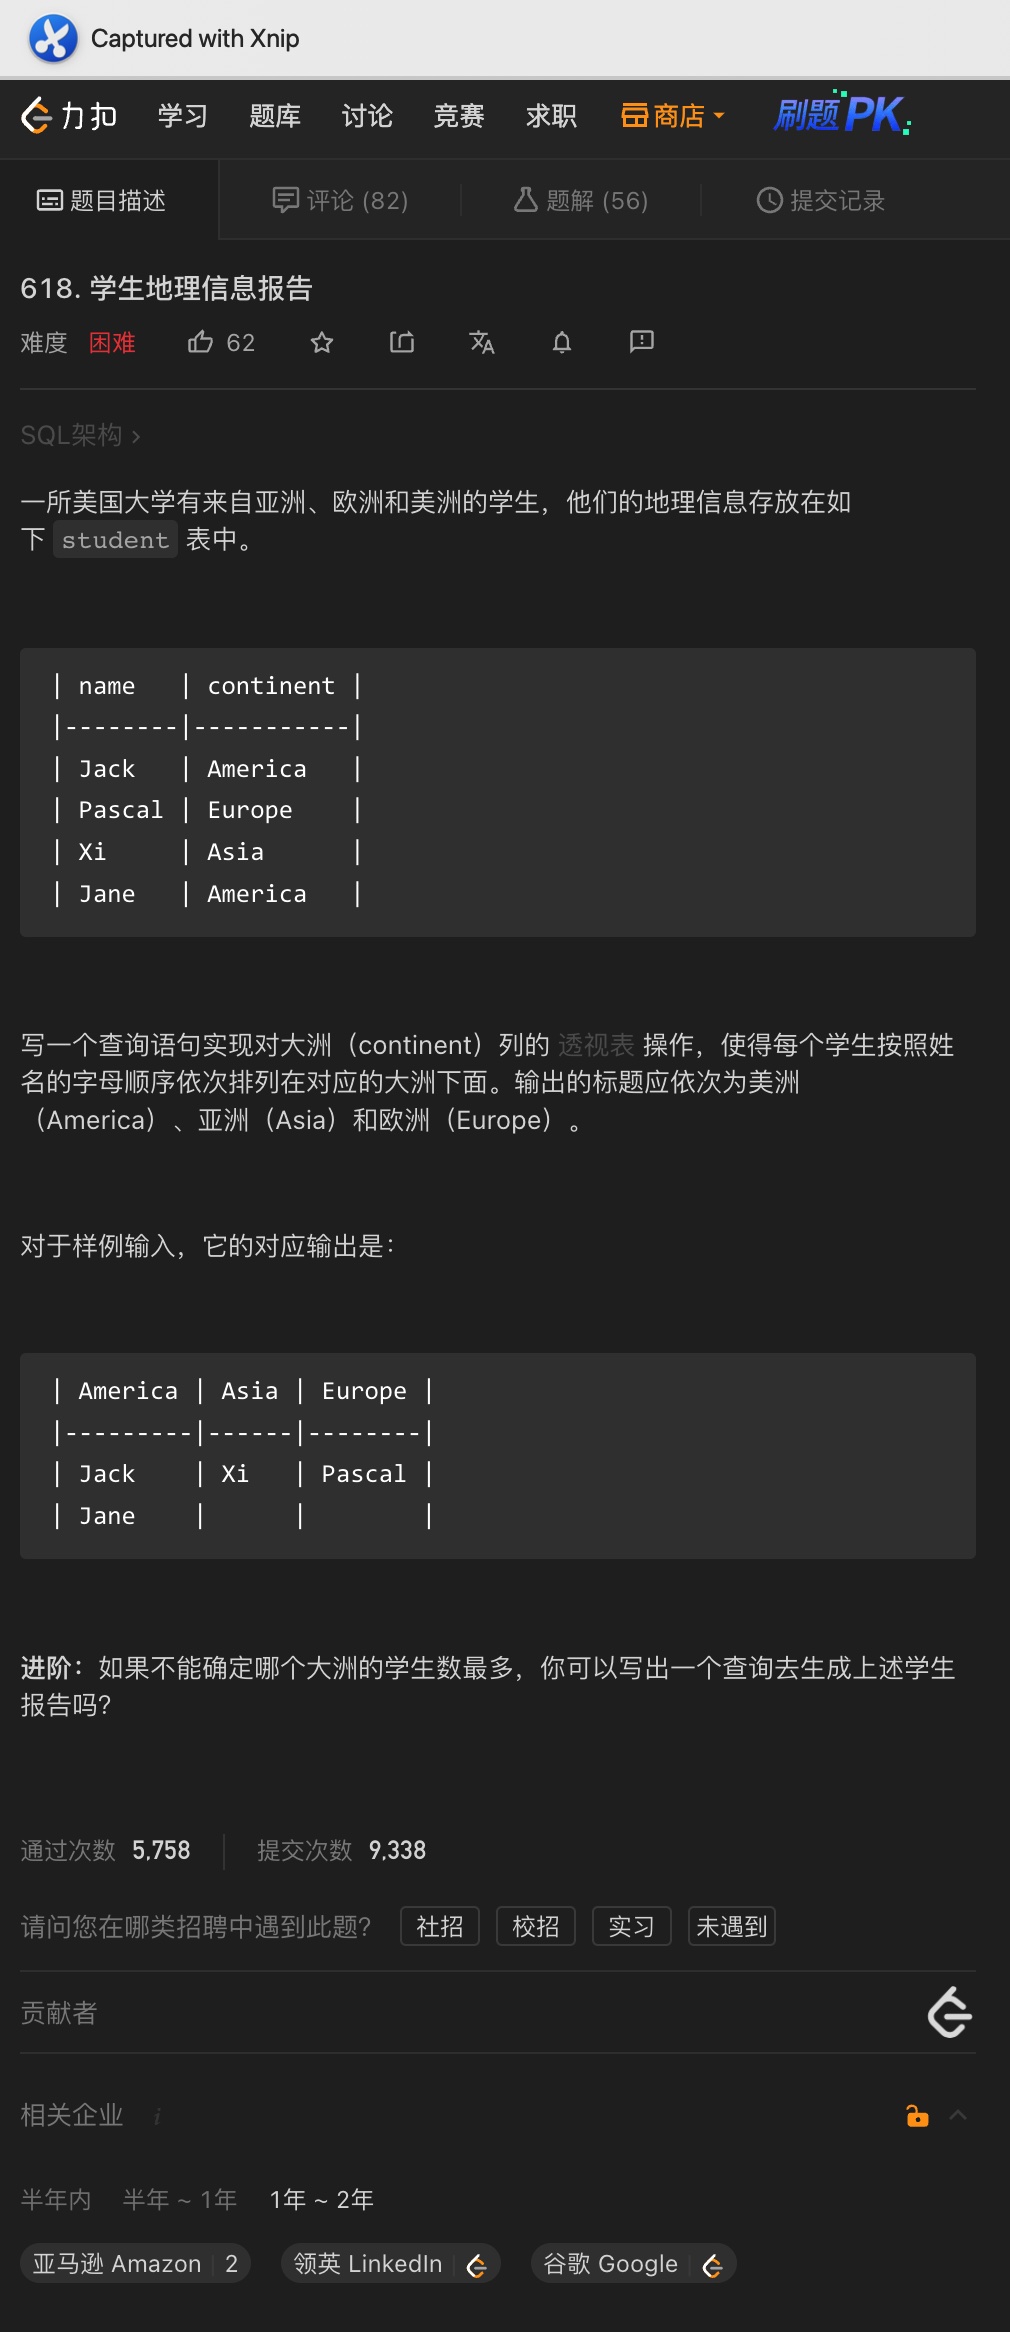 Captured with Xnip
力扣 学习 题库 讨论 竞赛 求职 商店 刷题PK
题目描述 评论 (82) 题解 (56) 提交记录
618. 学生地理信息报告
难度 困难 62
SQL架构 >
一所美国大学有来自亚洲、欧洲和美洲的学生，他们的地理信息存放在如
下 student 表中。
| name   | continent |
|--------|-----------|
| Jack   | America   |
| Pascal | Europe    |
| Xi     | Asia      |
| Jane   | America   |
写一个查询语句实现对大洲（continent）列的 透视表 操作，使得每个学生按照姓
名的字母顺序依次排列在对应的大洲下面。输出的标题应依次为美洲
（America）、亚洲（Asia）和欧洲（Europe）。
对于样例输入，它的对应输出是：
| America | Asia | Europe |
|---------|------|--------|
| Jack    | Xi   | Pascal |
| Jane    |      |        |
进阶：如果不能确定哪个大洲的学生数最多，你可以写出一个查询去生成上述学生
报告吗？
通过次数 5,758 提交次数 9,338
请问您在哪类招聘中遇到此题？ 社招 校招 实习 未遇到
贡献者
相关企业 i
半年内 半年 ~ 1年 1年 ~ 2年
亚马逊 Amazon 2 领英 LinkedIn 谷歌 Google